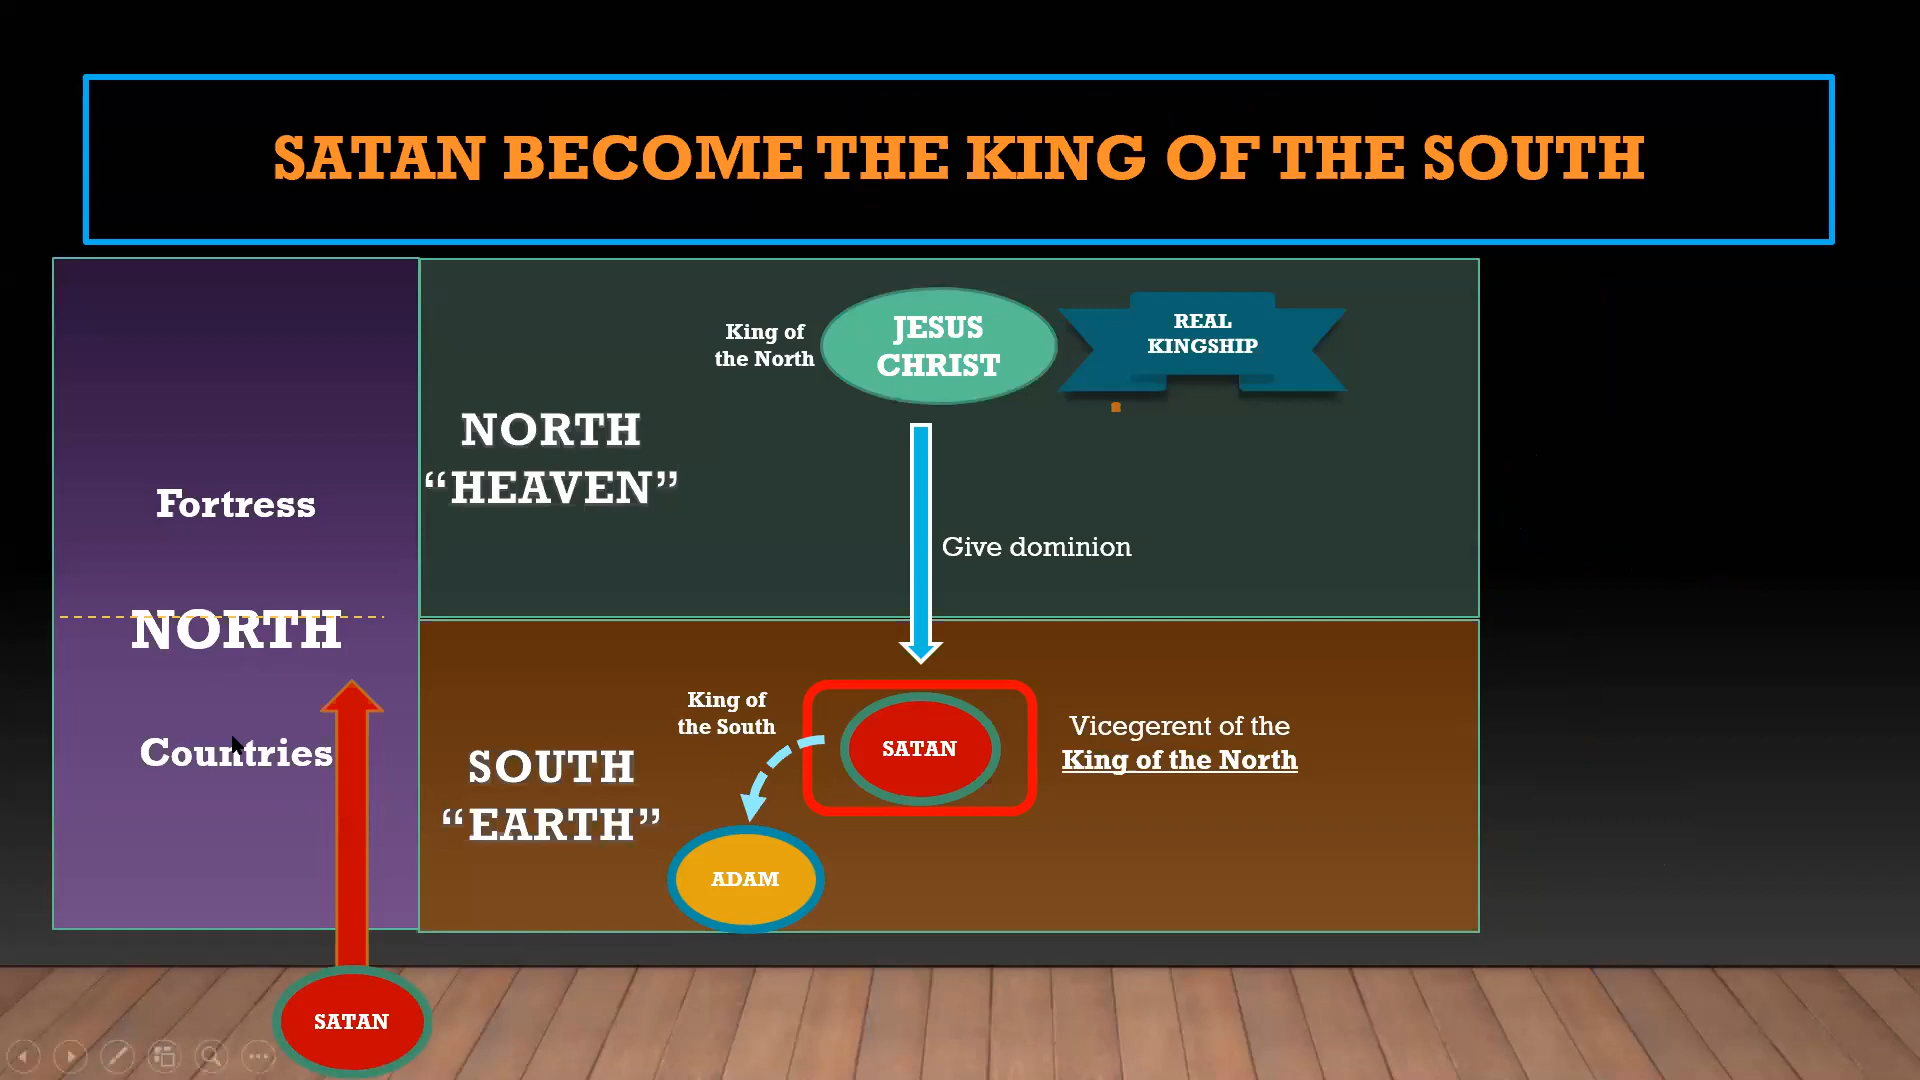 SATAN BECOME THE KING OF THE SOUTH
Fortress
NORTH
Countries
SATAN
NORTH
“HEAVEN”
King of
the North
JESUS
CHRIST
REAL
KINGSHIP
Give dominion
SOUTH
“EARTH”
King of
the South
SATAN
ADAM
Vicegerent of the
King of the North